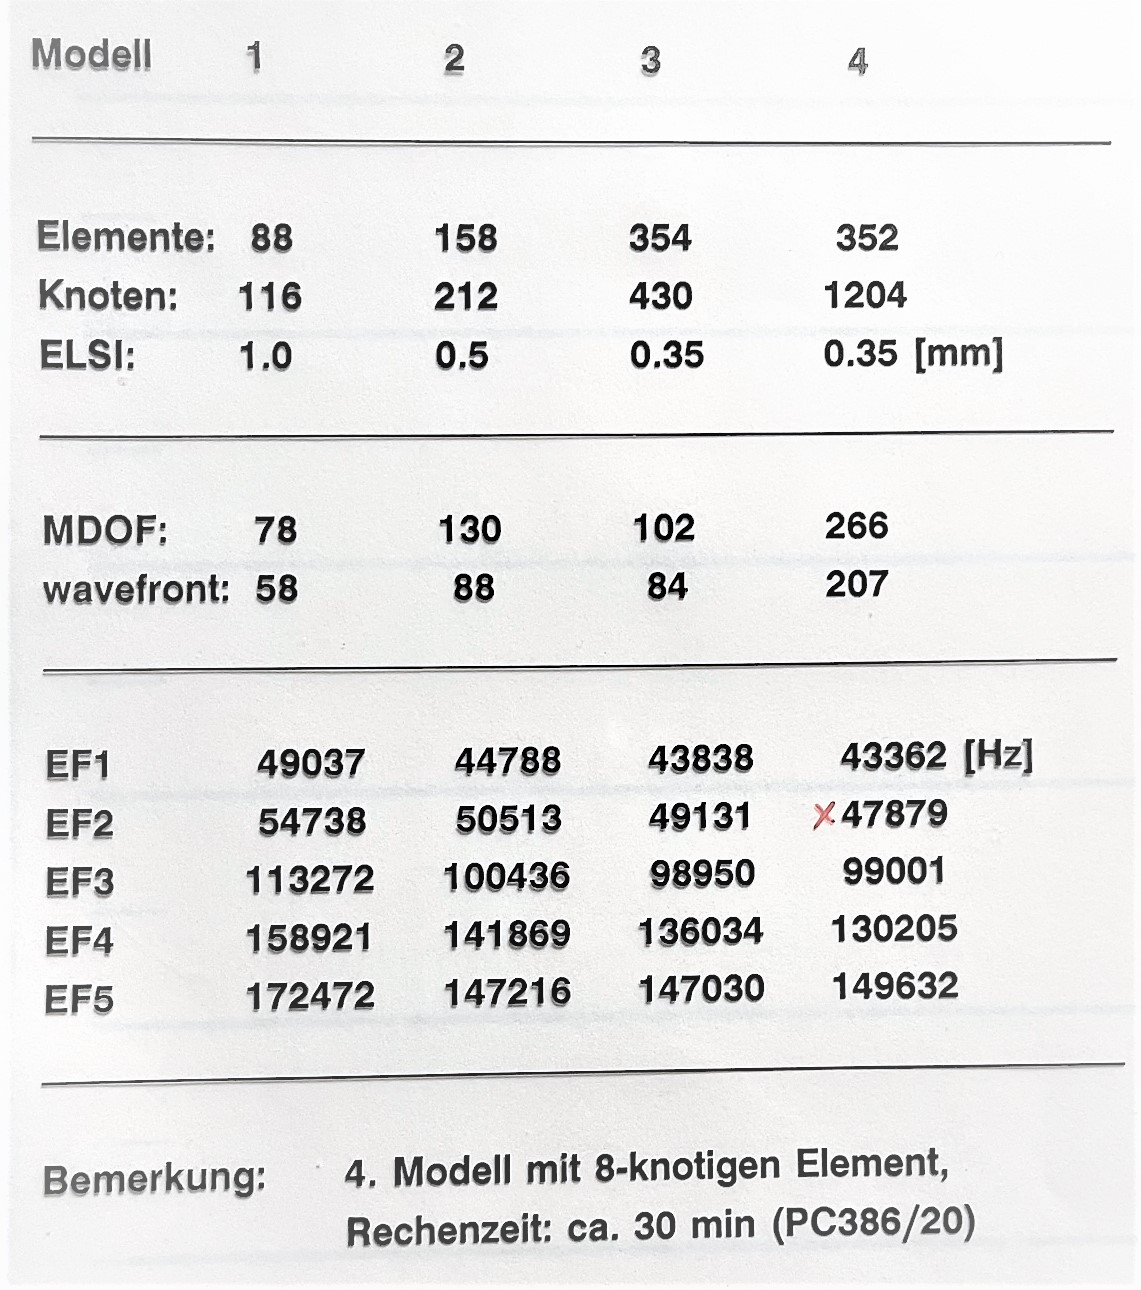 Modell 1 2 3 4
Elemente: 88 158 354 352
Knoten: 116 212 430 1204
ELSI: 1.0 0.5 0.35 0.35 [mm]
MDOF: 78 130 102 266
wavefront: 58 88 84 207
EF1 49037 44788 43838 43362 [Hz]
EF2 54738 50513 49131 x 47879
EF3 113272 100436 98950 99001
EF4 158921 141869 136034 130205
EF5 172472 147216 147030 149632
Bemerkung: 4. Modell mit 8-knotigen Element,
Rechenzeit: ca. 30 min (PC386/20)